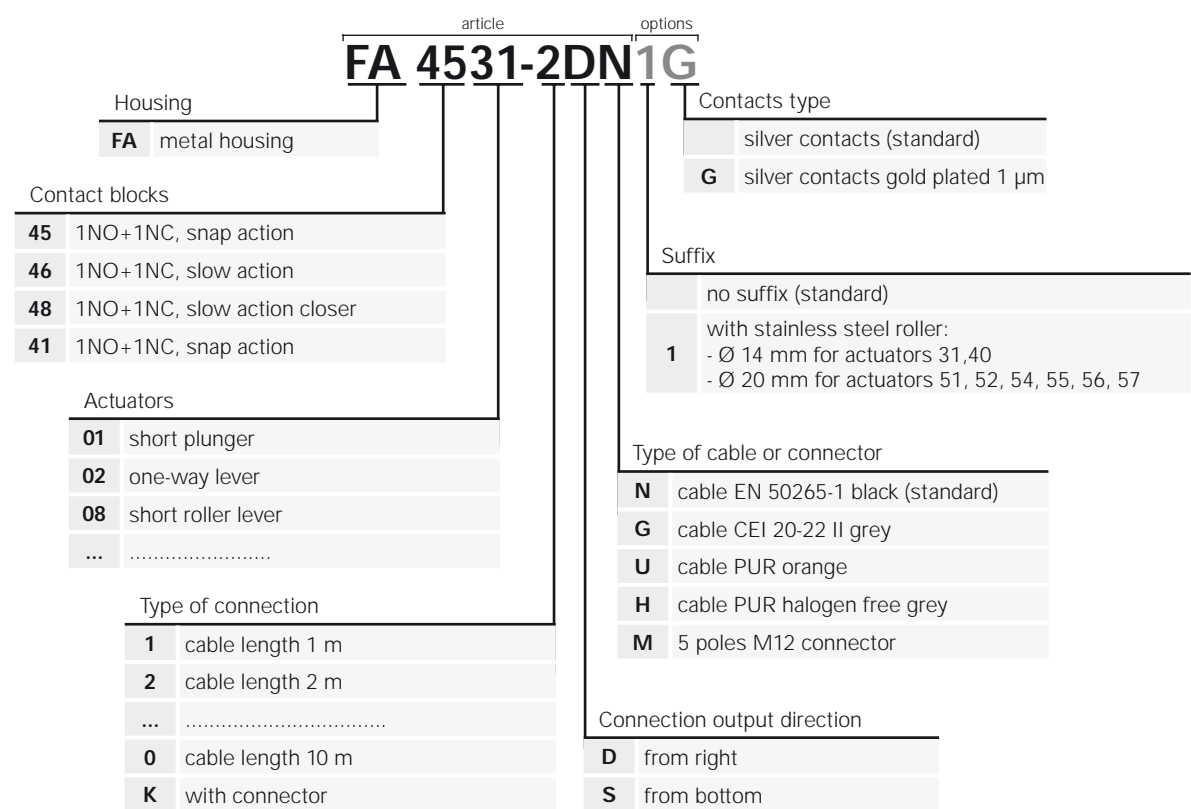 article options
FA 4531-2DN1G
Housing
FA metal housing
Contact blocks
45 1NO+1NC, snap action
46 1NO+1NC, slow action
48 1NO+1NC, slow action closer
41 1NO+1NC, snap action
Actuators
01 short plunger
02 one-way lever
08 short roller lever
... ........................
Type of connection
1 cable length 1 m
2 cable length 2 m
... ..................................
0 cable length 10 m
K with connector
Contacts type
silver contacts (standard)
G silver contacts gold plated 1 µm
Suffix
no suffix (standard)
with stainless steel roller:
1 - Ø 14 mm for actuators 31,40
- Ø 20 mm for actuators 51, 52, 54, 55, 56, 57
Type of cable or connector
N cable EN 50265-1 black (standard)
G cable CEI 20-22 II grey
U cable PUR orange
H cable PUR halogen free grey
M 5 poles M12 connector
Connection output direction
D from right
S from bottom